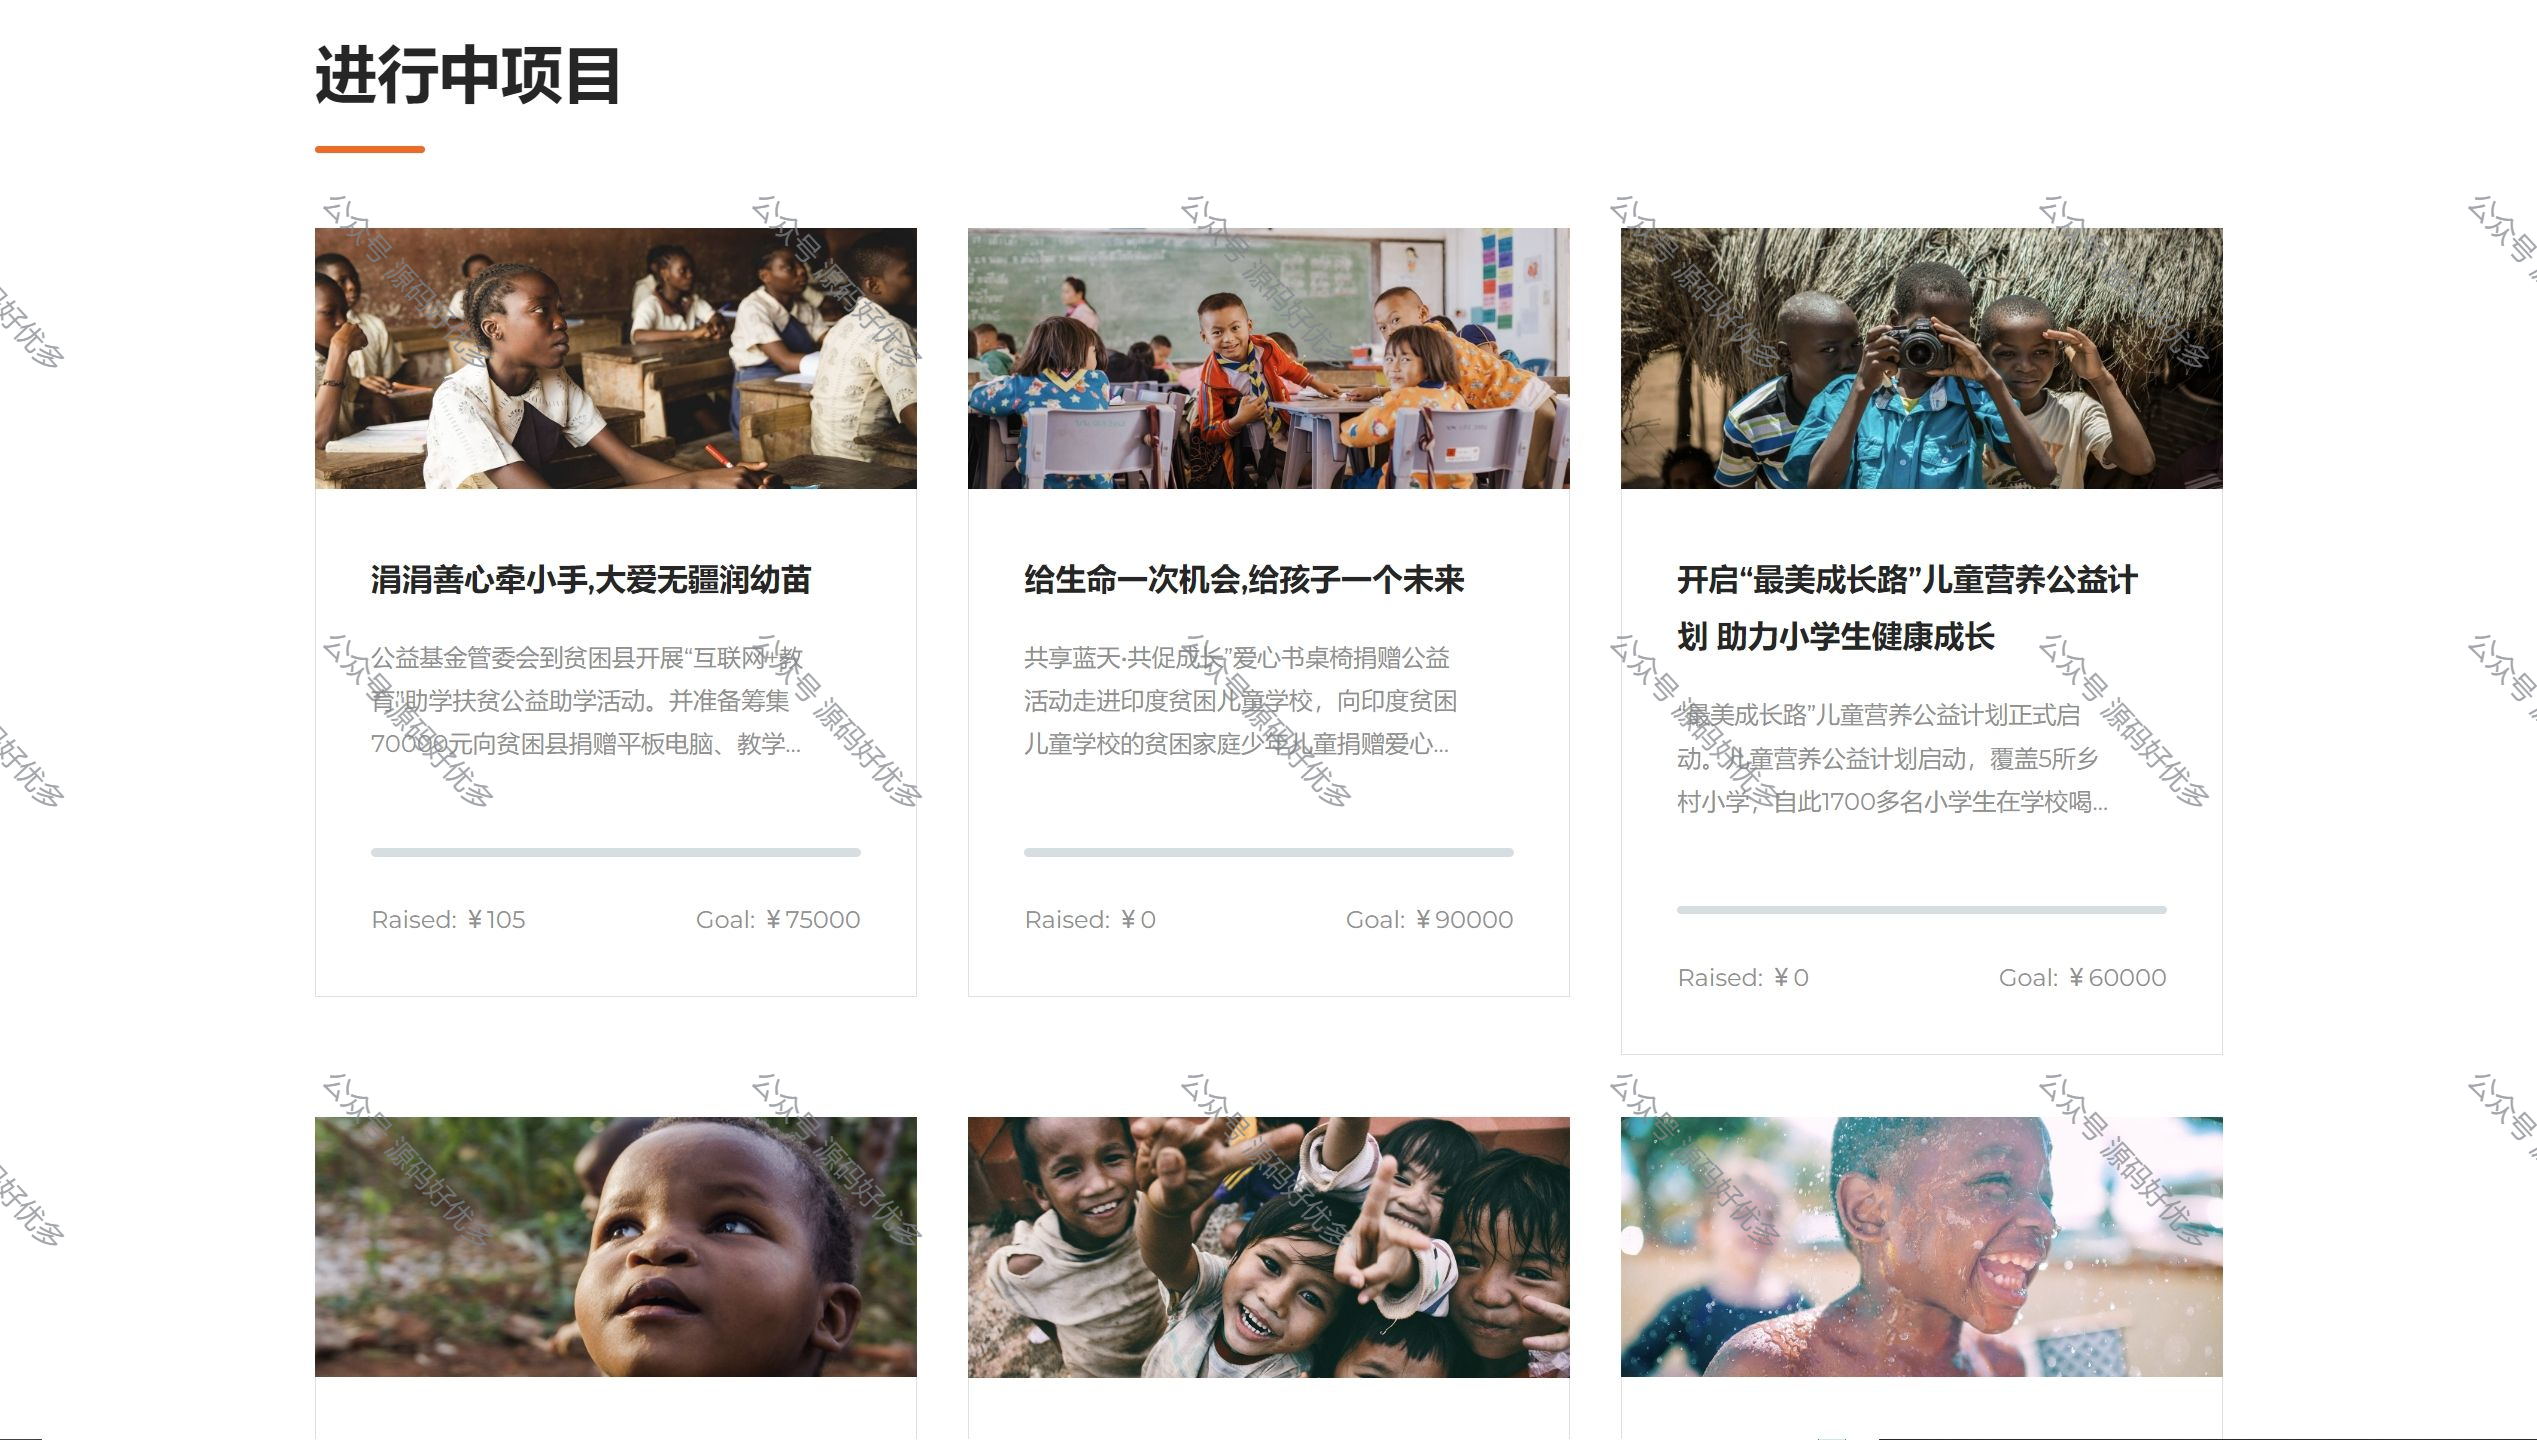 进行中项目
涓涓善心牵小手,大爱无疆润幼苗
公益基金管委会到贫困县开展“互联网+教
育”助学扶贫公益助学活动。并准备筹集
70000元向贫困县捐赠平板电脑、教学...
Raised: ¥105 Goal: ¥75000
给生命一次机会,给孩子一个未来
共享蓝天·共促成长”爱心书桌椅捐赠公益
活动走进印度贫困儿童学校，向印度贫困
儿童学校的贫困家庭少年儿童捐赠爱心...
Raised: ¥0 Goal: ¥90000
开启“最美成长路”儿童营养公益计
划 助力小学生健康成长
“最美成长路”儿童营养公益计划正式启
动。儿童营养公益计划启动，覆盖5所乡
村小学，自此1700多名小学生在学校喝...
Raised: ¥0 Goal: ¥60000
公众号 源码好优多